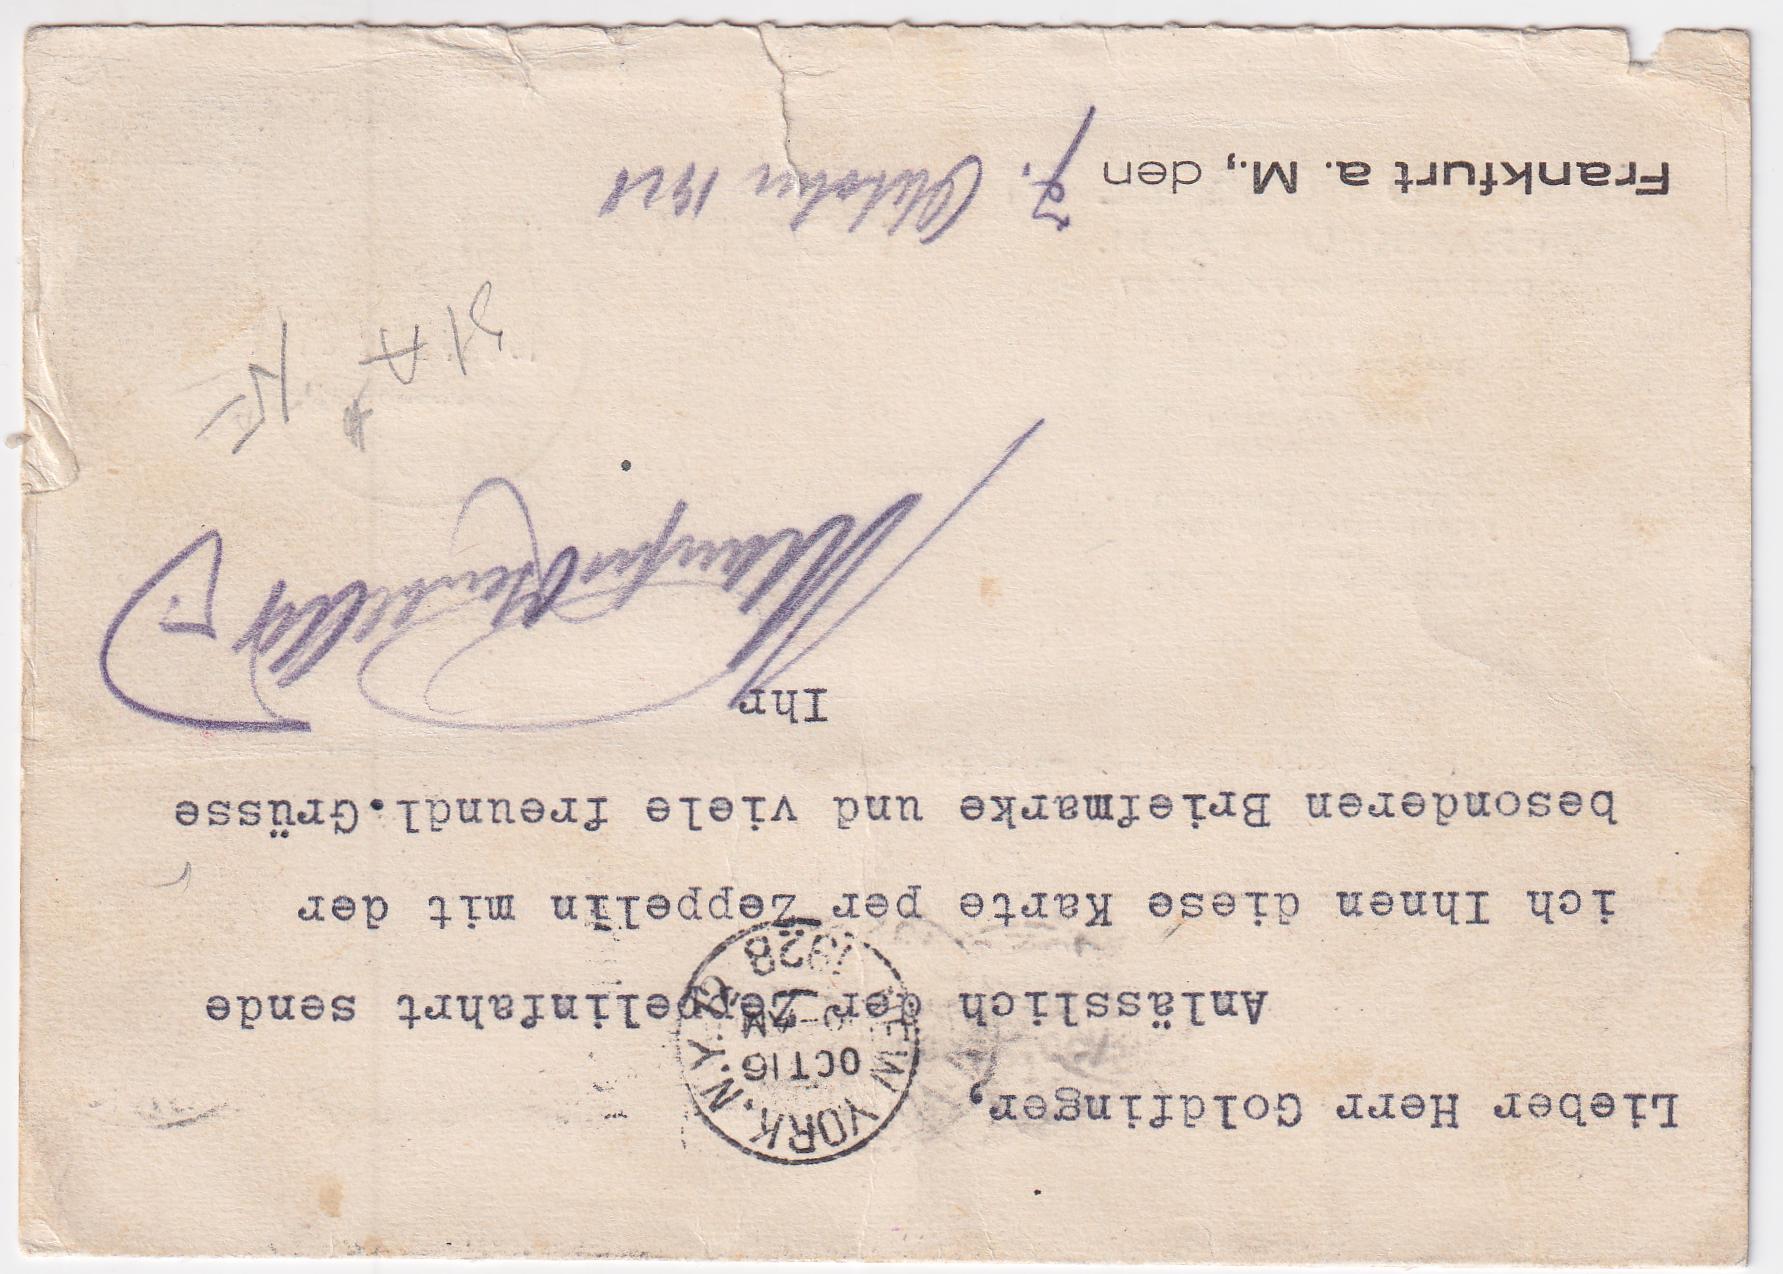 Lieber Herr Goldfinger,
Anlässlich der Zeppelinfahrt sende
ich Ihnen diese Karte per Zeppelin mit der
besonderen Briefmarke und viele freundl.Grüsse
Ihr
Frankfurt a. M., den 7. Oktober 1928
NEW YORK, N.Y.
OCT 16
AM
1928